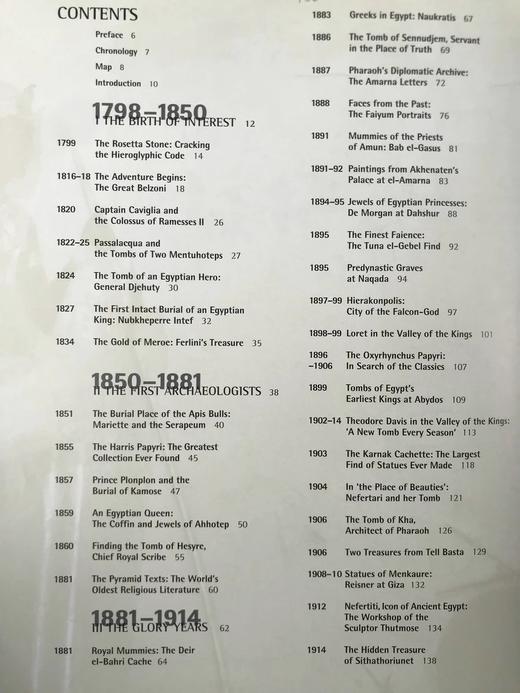 CONTENTS
Preface 6
Chronology 7
Map 8
Introduction 10
1798–1850
I THE BIRTH OF INTEREST 12
1799 The Rosetta Stone: Cracking
the Hieroglyphic Code 14
1816–18 The Adventure Begins:
The Great Belzoni 18
1820 Captain Caviglia and
the Colossus of Ramesses II 26
1822–25 Passalacqua and
the Tombs of Two Mentuhoteps 27
1824 The Tomb of an Egyptian Hero:
General Djehuty 30
1827 The First Intact Burial of an Egyptian
King: Nubkheperre Intef 32
1834 The Gold of Meroe: Ferlini's Treasure 35
1850–1881
II THE FIRST ARCHAEOLOGISTS 38
1851 The Burial Place of the Apis Bulls:
Mariette and the Serapeum 40
1855 The Harris Papyri: The Greatest
Collection Ever Found 45
1857 Prince Plonplon and the
Burial of Kamose 47
1859 An Egyptian Queen:
The Coffin and Jewels of Ahhotep 50
1860 Finding the Tomb of Hesyre,
Chief Royal Scribe 55
1881 The Pyramid Texts: The World's
Oldest Religious Literature 60
1881–1914
III THE GLORY YEARS 62
1881 Royal Mummies: The Deir
el-Bahri Cache 64
1883 Greeks in Egypt: Naukratis 67
1886 The Tomb of Sennudjem, Servant
in the Place of Truth 69
1887 Pharaoh's Diplomatic Archive:
The Amarna Letters 72
1888 Faces from the Past:
The Faiyum Portraits 76
1891 Mummies of the Priests
of Amun: Bab el-Gasus 81
1891–92 Paintings from Akhenaten's
Palace at el-Amarna 83
1894–95 Jewels of Egyptian Princesses:
De Morgan at Dahshur 88
1895 The Finest Faience:
The Tuna el-Gebel Find 92
1895 Predynastic Graves
at Naqada 94
1897–99 Hierakonpolis:
City of the Falcon-God 97
1898–99 Loret in the Valley of the Kings 101
1896 The Oxyrhynchus Papyri:
–1906 In Search of the Classics 107
1899 Tombs of Egypt's
Earliest Kings at Abydos 109
1902–14 Theodore Davis in the Valley of the Kings:
'A New Tomb Every Season' 113
1903 The Karnak Cachette: The Largest
Find of Statues Ever Made 118
1904 In 'the Place of Beauties':
Nefertari and her Tomb 121
1906 The Tomb of Kha,
Architect of Pharaoh 126
1906 Two Treasures from Tell Basta 129
1908–10 Statues of Menkaure:
Reisner at Giza 132
1912 Nefertiti, Icon of Ancient Egypt:
The Workshop of the
Sculptor Thutmose 134
1914 The Hidden Treasure
of Sithathoriunet 138